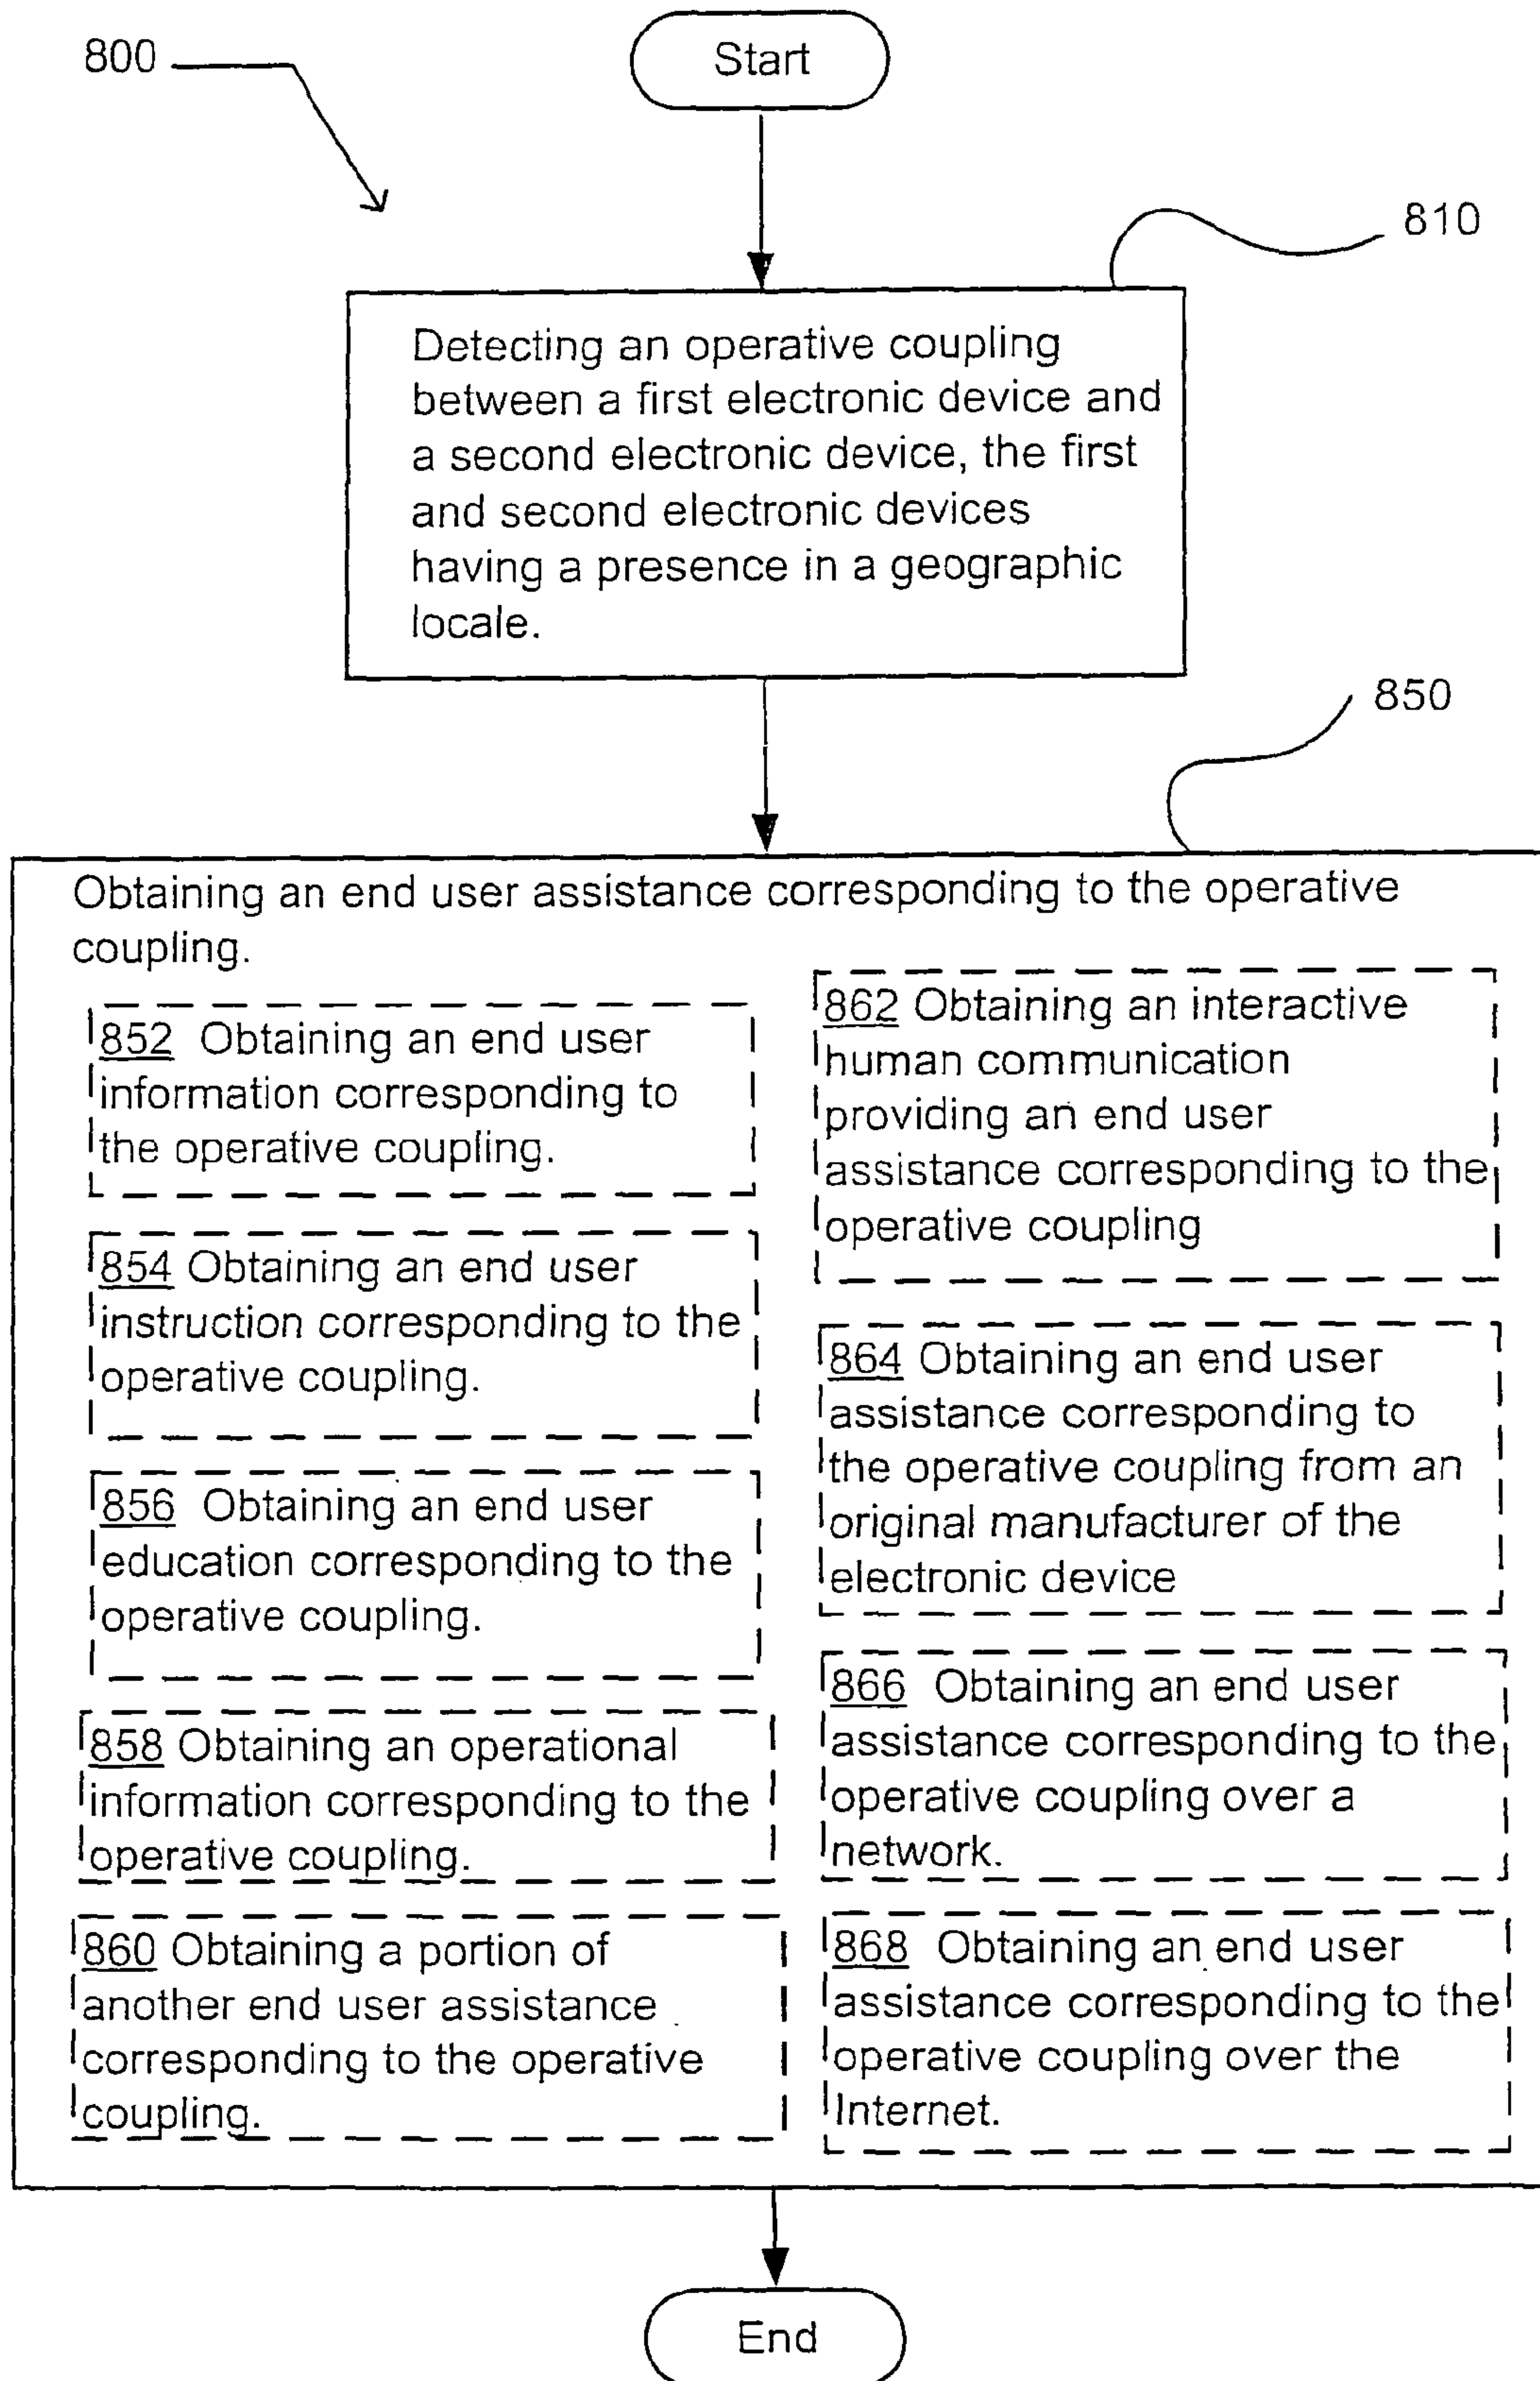 800
Start
810
Detecting an operative coupling
between a first electronic device and
a second electronic device, the first
and second electronic devices
having a presence in a geographic
locale.
850
Obtaining an end user assistance corresponding to the operative
coupling.
852 Obtaining an end user
information corresponding to
the operative coupling.
854 Obtaining an end user
instruction corresponding to the
operative coupling.
856 Obtaining an end user
education corresponding to the
operative coupling.
858 Obtaining an operational
information corresponding to the
operative coupling.
860 Obtaining a portion of
another end user assistance
corresponding to the operative
coupling.
862 Obtaining an interactive
human communication
providing an end user
assistance corresponding to the
operative coupling
864 Obtaining an end user
assistance corresponding to
the operative coupling from an
original manufacturer of the
electronic device
866 Obtaining an end user
assistance corresponding to the
operative coupling over a
network.
868 Obtaining an end user
assistance corresponding to the
operative coupling over the
Internet.
End